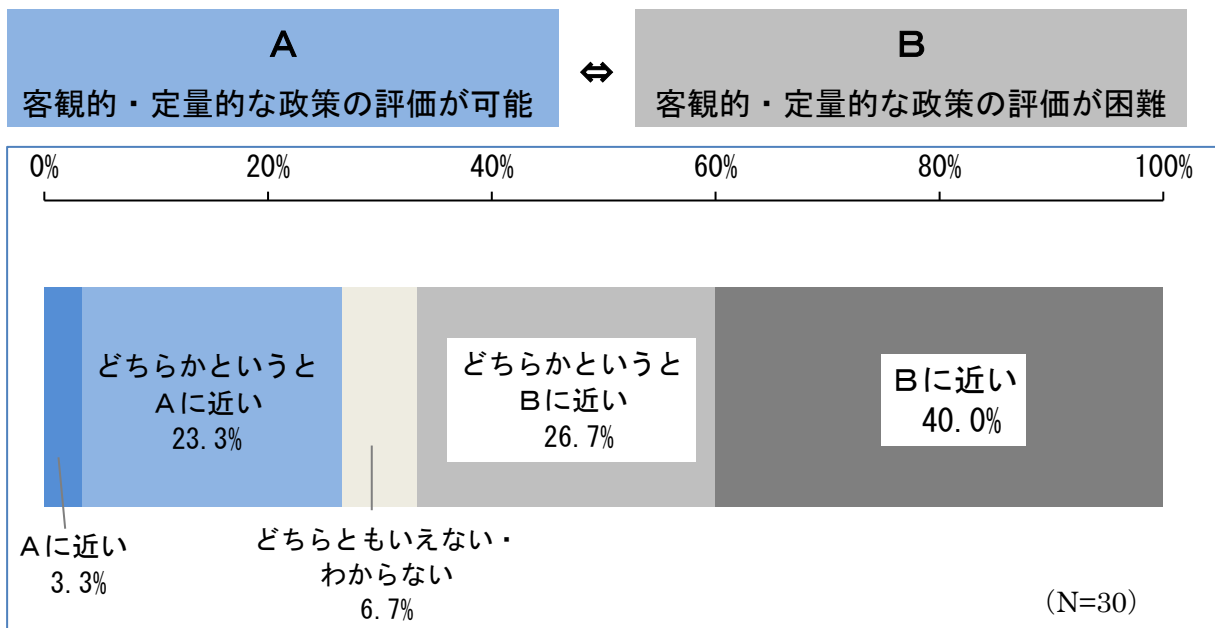 A
客観的・定量的な政策の評価が可能
⇔
B
客観的・定量的な政策の評価が困難
0%
20%
40%
60%
80%
100%
どちらかというと
Aに近い
23.3%
どちらかというと
Bに近い
26.7%
Bに近い
40.0%
Aに近い
3.3%
どちらともいえない・
わからない
6.7%
（N=30）